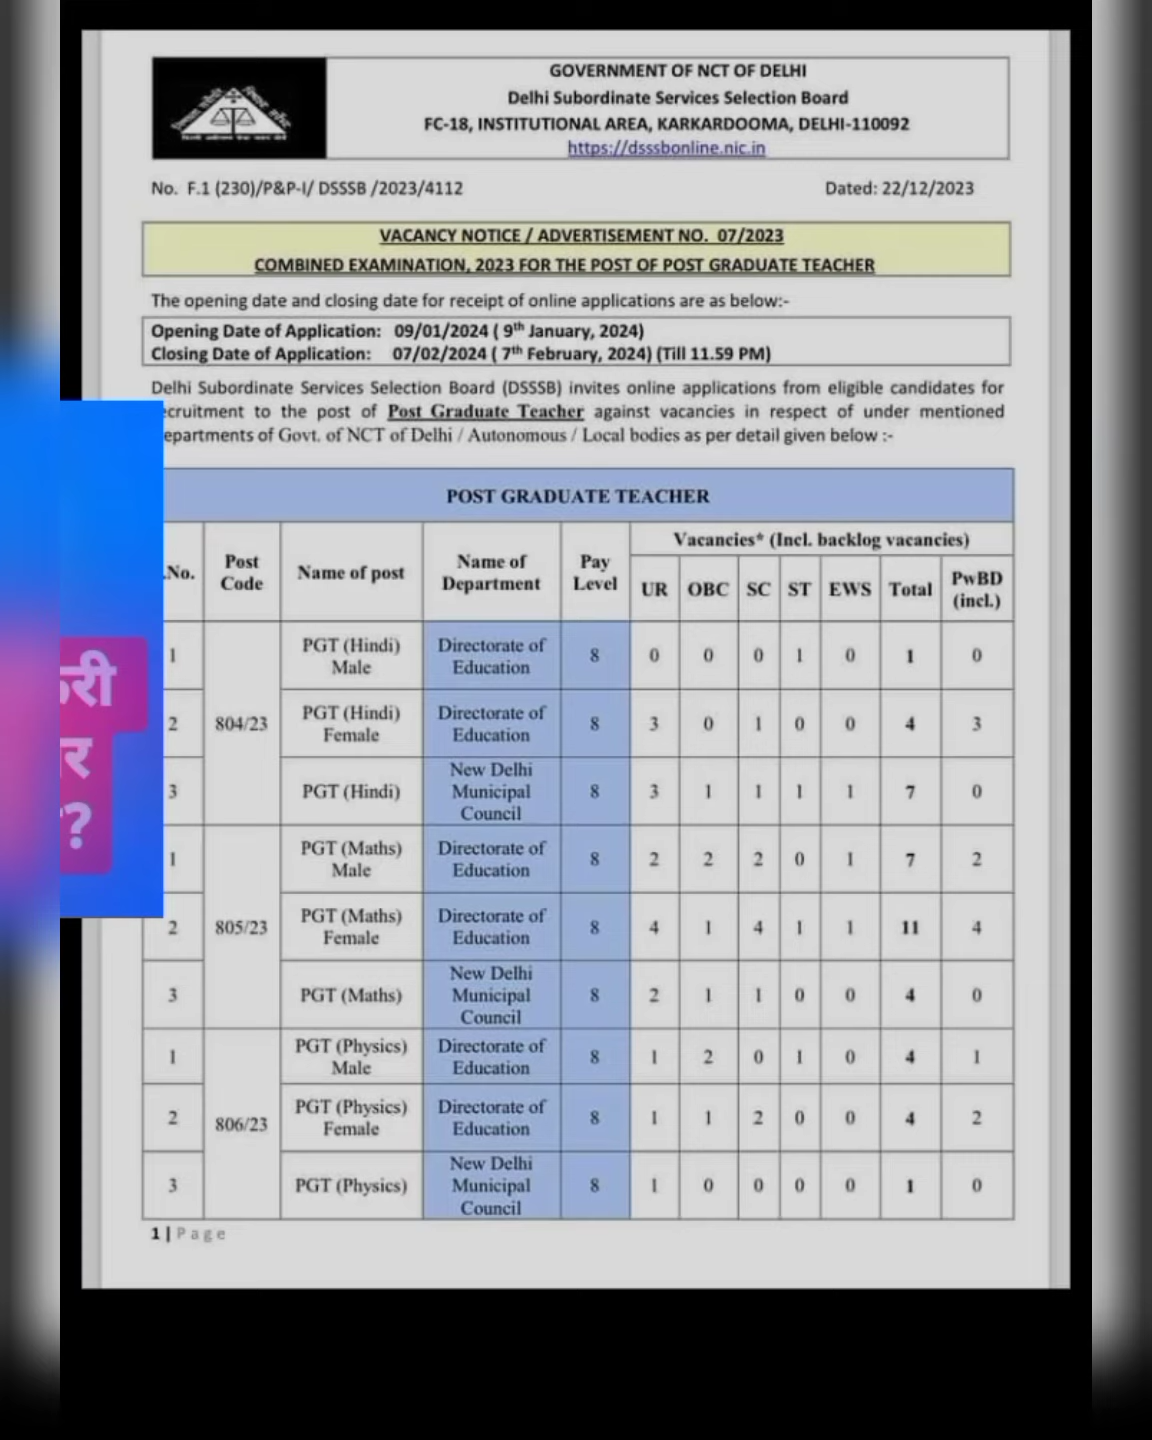 GOVERNMENT OF NCT OF DELHI
Delhi Subordinate Services Selection Board
FC-18, INSTITUTIONAL AREA, KARKARDOOMA, DELHI-110092
https://dsssbonline.nic.in
No. F.1 (230)/P&P-I/ DSSSB /2023/4112 Dated: 22/12/2023
VACANCY NOTICE / ADVERTISEMENT NO. 07/2023
COMBINED EXAMINATION, 2023 FOR THE POST OF POST GRADUATE TEACHER
The opening date and closing date for receipt of online applications are as below:-
Opening Date of Application: 09/01/2024 ( 9th January, 2024)
Closing Date of Application: 07/02/2024 ( 7th February, 2024) (Till 11.59 PM)
Delhi Subordinate Services Selection Board (DSSSB) invites online applications from eligible candidates for
ecruitment to the post of Post Graduate Teacher against vacancies in respect of under mentioned
epartments of Govt. of NCT of Delhi / Autonomous / Local bodies as per detail given below :-
POST GRADUATE TEACHER
.No. Post Code Name of post Name of Department Pay Level Vacancies* (Incl. backlog vacancies)
UR OBC SC ST EWS Total PwBD (incl.)
1 PGT (Hindi) Male Directorate of Education 8 0 0 0 1 0 1 0
2 804/23 PGT (Hindi) Female Directorate of Education 8 3 0 1 0 0 4 3
3 PGT (Hindi) New Delhi Municipal Council 8 3 1 1 1 1 7 0
1 PGT (Maths) Male Directorate of Education 8 2 2 2 0 1 7 2
2 805/23 PGT (Maths) Female Directorate of Education 8 4 1 4 1 1 11 4
3 PGT (Maths) New Delhi Municipal Council 8 2 1 1 0 0 4 0
1 PGT (Physics) Male Directorate of Education 8 1 2 0 1 0 4 1
2 806/23 PGT (Physics) Female Directorate of Education 8 1 1 2 0 0 4 2
3 PGT (Physics) New Delhi Municipal Council 8 1 0 0 0 0 1 0
1 | Page